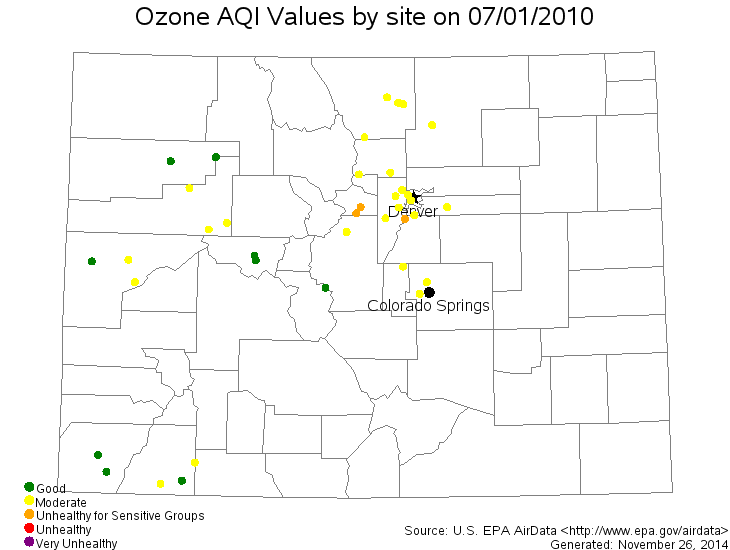 Ozone AQI Values by site on 07/01/2010
Denver
Colorado Springs
Good
Moderate
Unhealthy for Sensitive Groups
Unhealthy
Very Unhealthy
Source: U.S. EPA AirData <http://www.epa.gov/airdata>
Generated: November 26, 2014